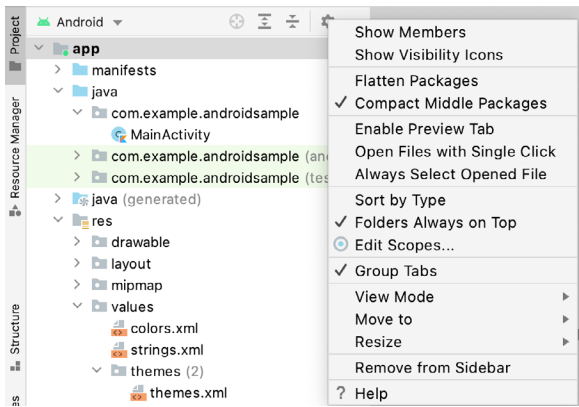 Project
Resource Manager
Structure
Android
app
manifests
java
com.example.androidsample
MainActivity
com.example.androidsample (an
com.example.androidsample (tes
java (generated)
res
drawable
layout
mipmap
values
colors.xml
strings.xml
themes (2)
themes.xml
Show Members
Show Visibility Icons
Flatten Packages
Compact Middle Packages
Enable Preview Tab
Open Files with Single Click
Always Select Opened File
Sort by Type
Folders Always on Top
Edit Scopes...
Group Tabs
View Mode
Move to
Resize
Remove from Sidebar
? Help